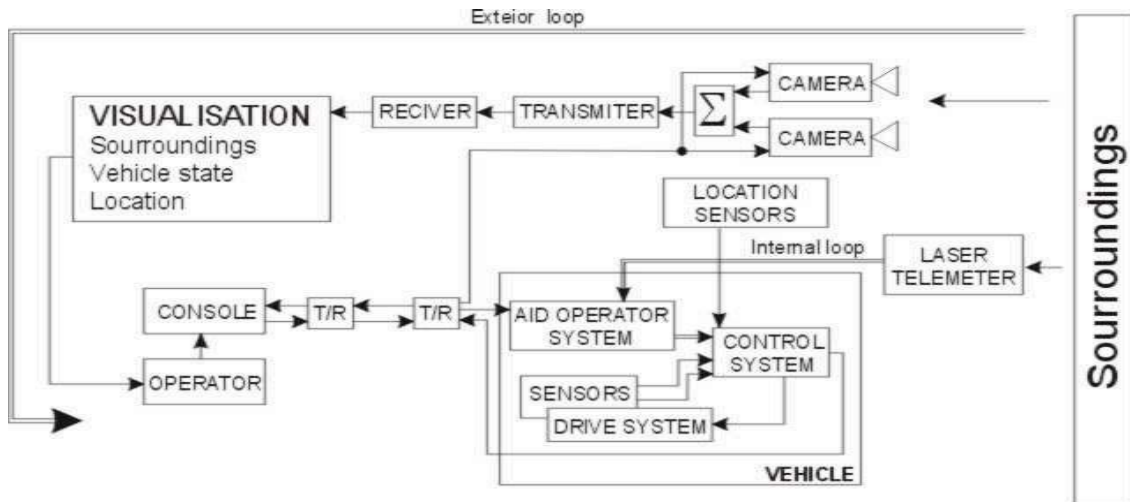 Exteior loop
CAMERA
VISUALISATION
Sourroundings
Vehicle state
Location
RECIVER
TRANSMITER
Σ
CAMERA
LOCATION
SENSORS
Internal loop
LASER
TELEMETER
Sourroundings
CONSOLE
T/R
T/R
AID OPERATOR
SYSTEM
CONTROL
SYSTEM
OPERATOR
SENSORS
DRIVE SYSTEM
VEHICLE